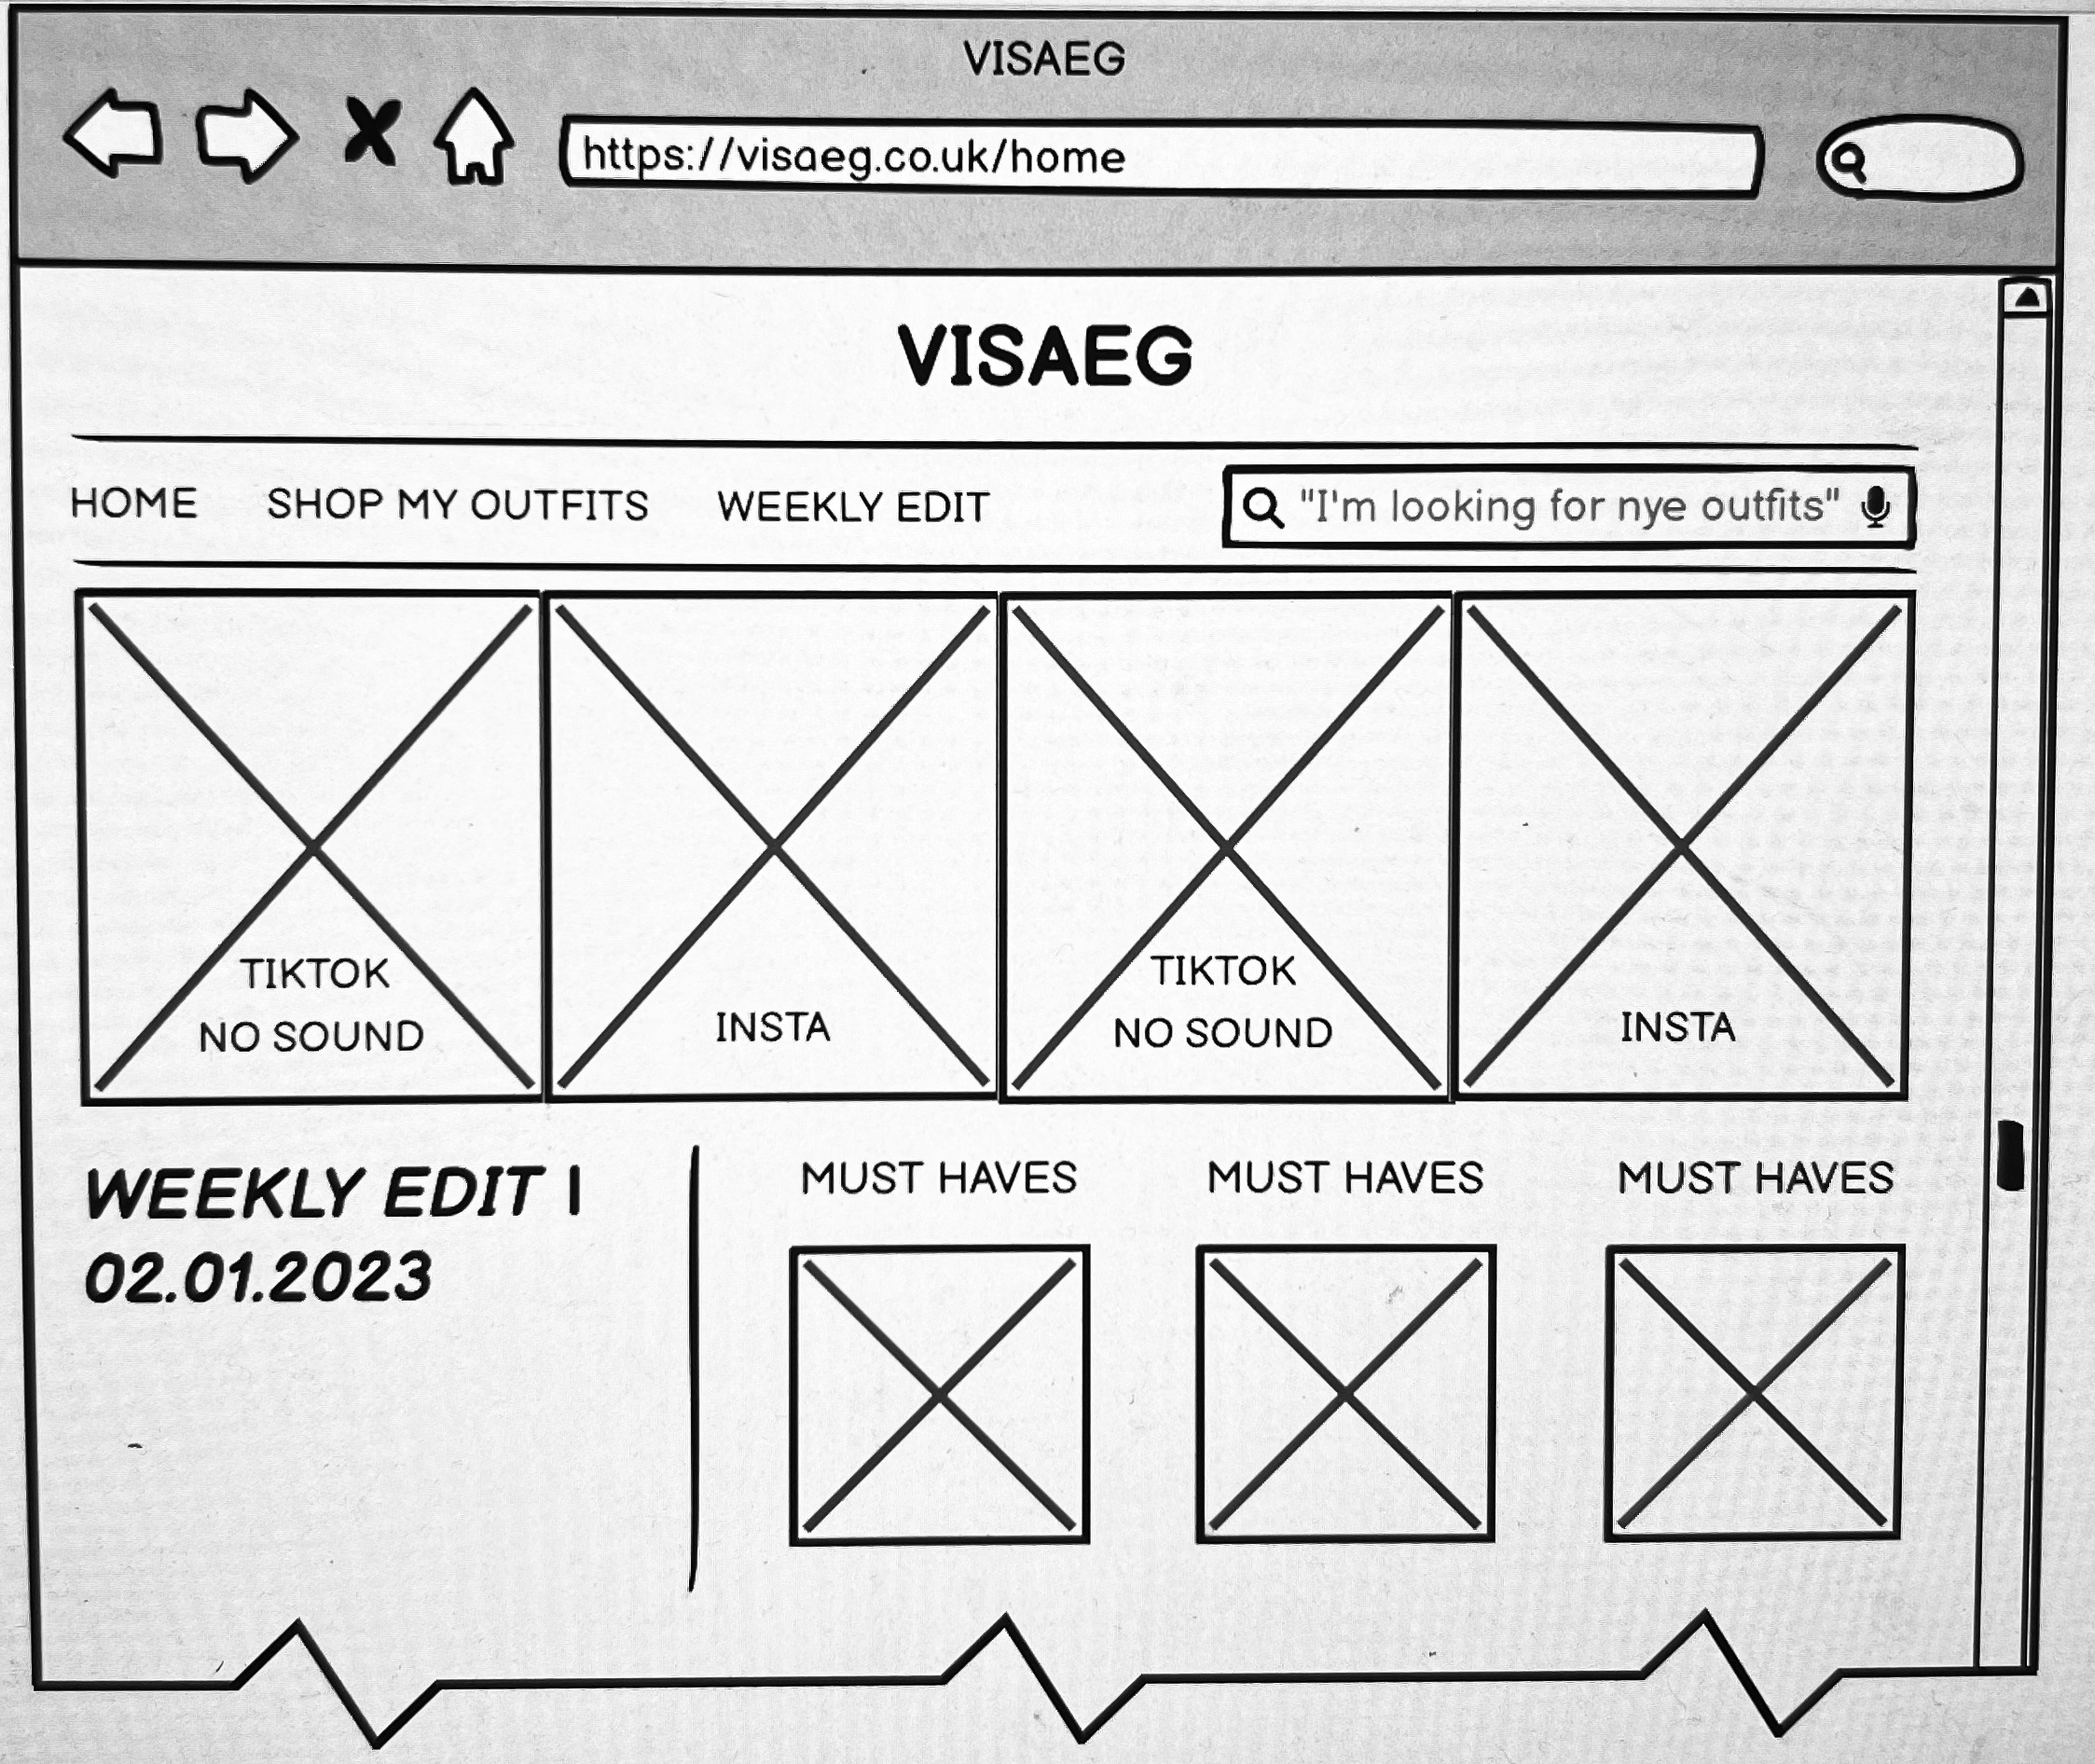 VISAEG
https://visaeg.co.uk/home
VISAEG
HOME SHOP MY OUTFITS WEEKLY EDIT "I'm looking for nye outfits"
TIKTOK
NO SOUND
INSTA
TIKTOK
NO SOUND
INSTA
WEEKLY EDIT |
02.01.2023
MUST HAVES MUST HAVES MUST HAVES